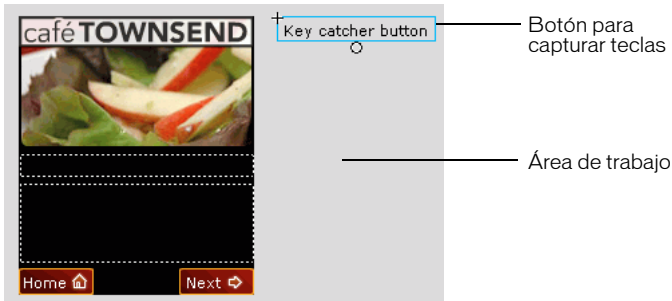 café TOWNSEND
Key catcher button
Botón para
capturar teclas
Área de trabajo
Home
Next